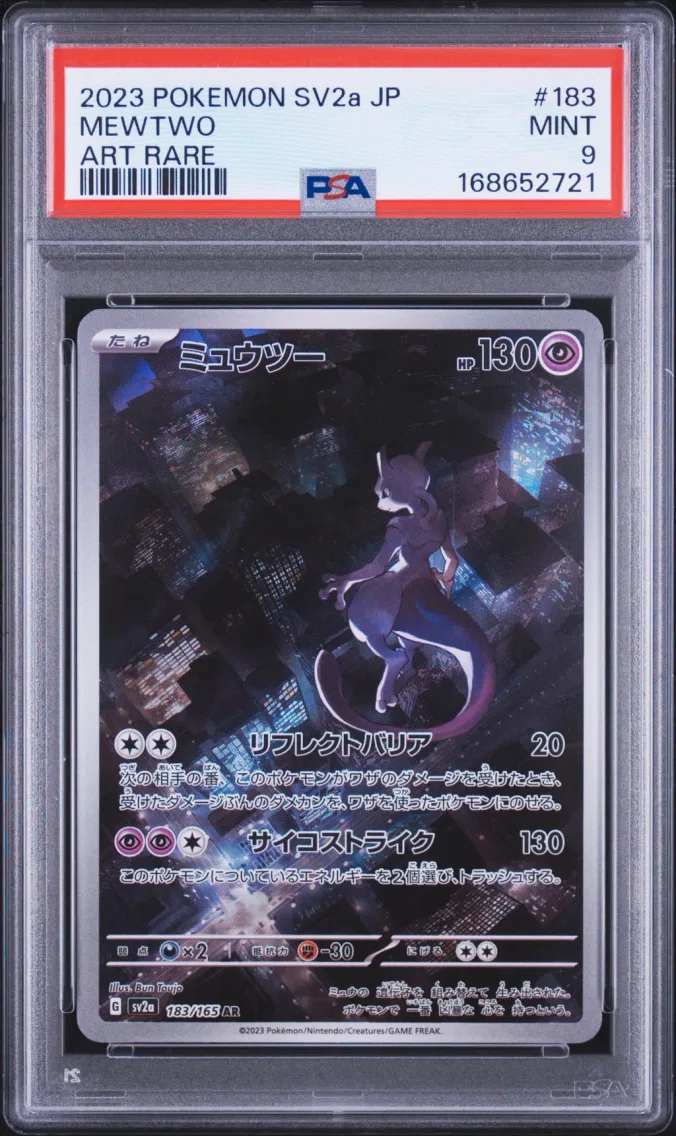 2023 POKEMON SV2a JP #183
MEWTWO MINT
ART RARE 9
PSA 168652721
たね ミュウツー HP130
リフレクトバリア 20
次の相手の番、このポケモンがワザのダメージを受けたとき、
受けたダメージぶんのダメカンを、ワザを使ったポケモンにのせる。
サイコストライク 130
このポケモンについているエネルギーを2個選び、トラッシュする。
弱点 ×2 抵抗力 -30 にげる
Illus. Bun Toujo
ミュウの 遺伝子を 組み替えて 生み出された。
G sv2a 183/165 AR ポケモンで 一番 凶暴な 心を 持つという。
©2023 Pokémon/Nintendo/Creatures/GAME FREAK.
PSA